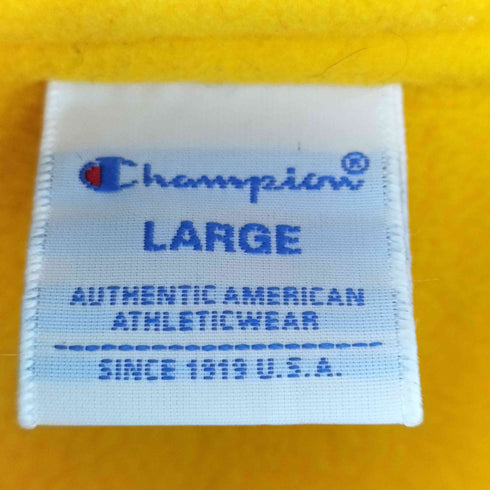 Champion®
LARGE
AUTHENTIC AMERICAN
ATHLETICWEAR
SINCE 1919 U.S.A.